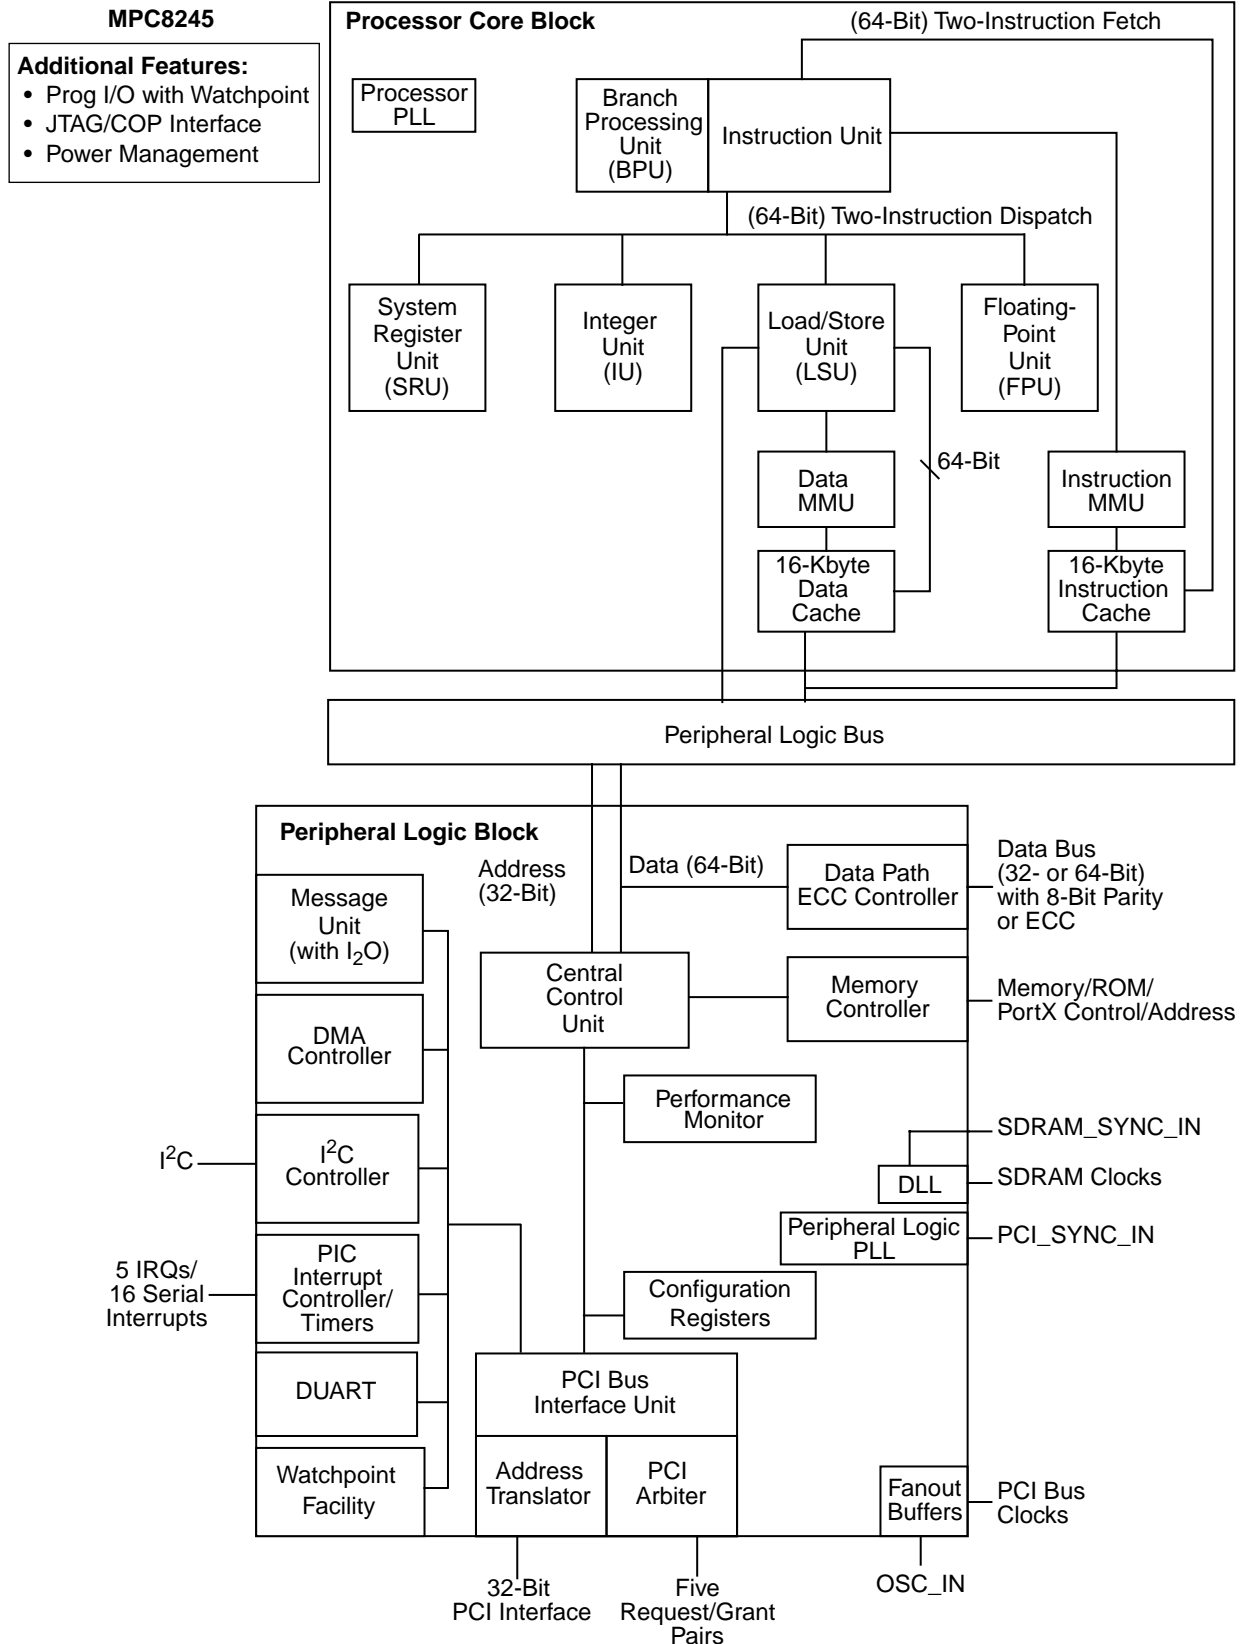 MPC8245
Additional Features:
• Prog I/O with Watchpoint
• JTAG/COP Interface
• Power Management
Processor Core Block
(64-Bit) Two-Instruction Fetch
Processor
PLL
Branch
Processing
Unit
(BPU)
Instruction Unit
(64-Bit) Two-Instruction Dispatch
System
Register
Unit
(SRU)
Integer
Unit
(IU)
Load/Store
Unit
(LSU)
Floating-
Point
Unit
(FPU)
64-Bit
Data
MMU
Instruction
MMU
16-Kbyte
Data
Cache
16-Kbyte
Instruction
Cache
Peripheral Logic Bus
Peripheral Logic Block
Address
(32-Bit)
Data (64-Bit)
Data Path
ECC Controller
Data Bus
(32- or 64-Bit)
with 8-Bit Parity
or ECC
Message
Unit
(with I₂O)
Central
Control
Unit
Memory
Controller
Memory/ROM/
PortX Control/Address
DMA
Controller
Performance
Monitor
I²C
I²C
Controller
SDRAM_SYNC_IN
DLL
SDRAM Clocks
Peripheral Logic
PLL
PCI_SYNC_IN
5 IRQs/
16 Serial
Interrupts
PIC
Interrupt
Controller/
Timers
Configuration
Registers
DUART
PCI Bus
Interface Unit
Watchpoint
Facility
Address
Translator
PCI
Arbiter
Fanout
Buffers
PCI Bus
Clocks
32-Bit
PCI Interface
Five
Request/Grant
Pairs
OSC_IN